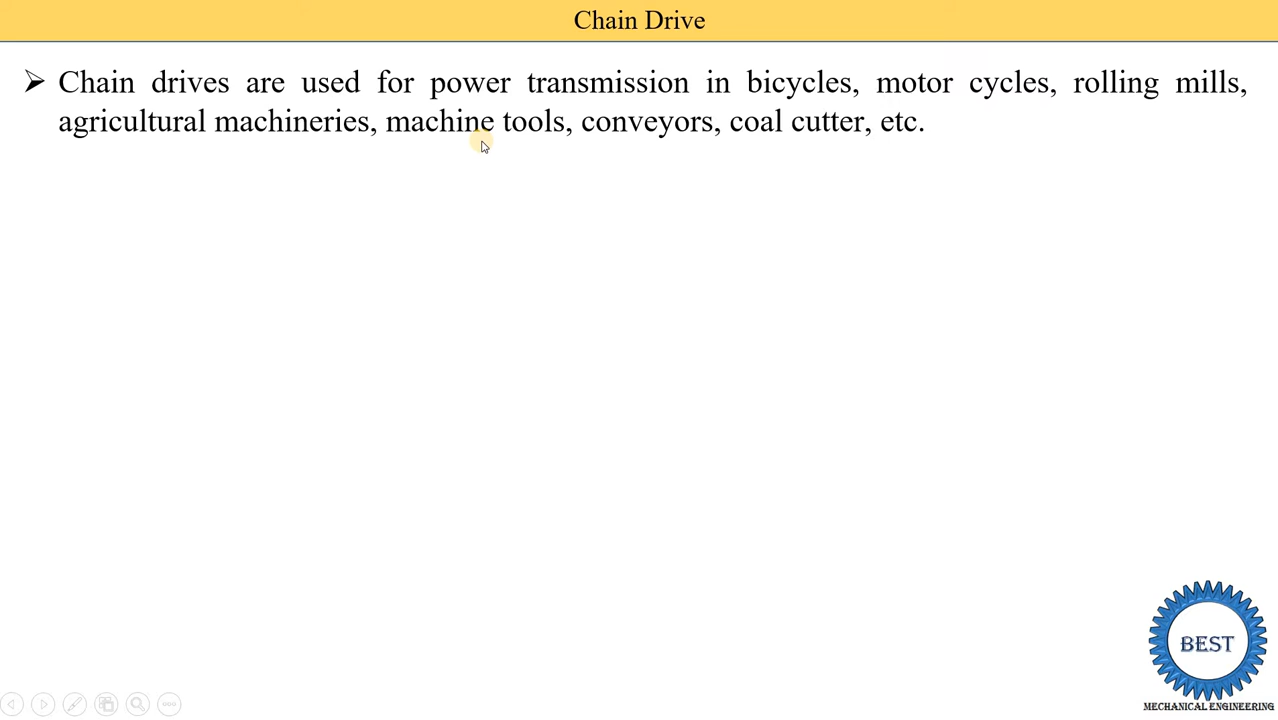 Chain Drive
Chain drives are used for power transmission in bicycles, motor cycles, rolling mills,
agricultural machineries, machine tools, conveyors, coal cutter, etc.
BEST
MECHANICAL ENGINEERING